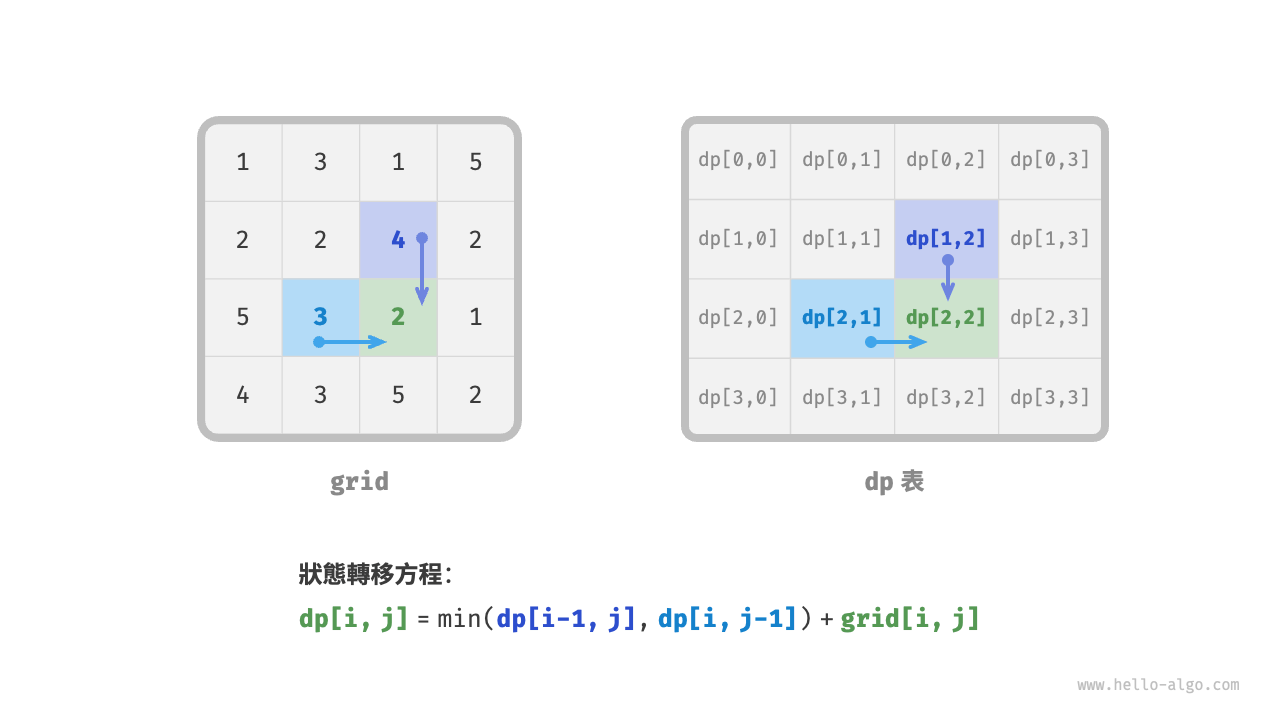 1 3 1 5
2 2 4 2
5 3 2 1
4 3 5 2
grid
dp[0,0] dp[0,1] dp[0,2] dp[0,3]
dp[1,0] dp[1,1] dp[1,2] dp[1,3]
dp[2,0] dp[2,1] dp[2,2] dp[2,3]
dp[3,0] dp[3,1] dp[3,2] dp[3,3]
dp 表
狀態轉移方程：
dp[i, j] = min(dp[i-1, j], dp[i, j-1]) + grid[i, j]
www.hello-algo.com